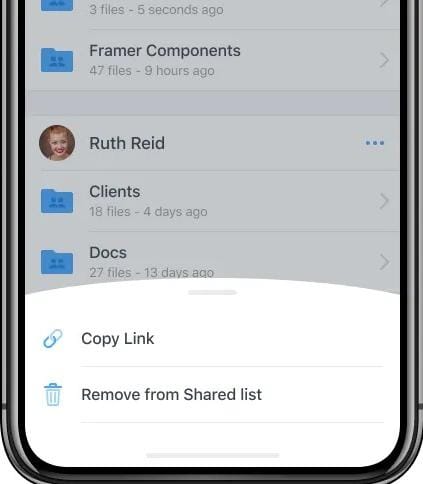 3 files - 5 seconds ago
Framer Components
47 files - 9 hours ago
Ruth Reid
Clients
18 files - 4 days ago
Docs
27 files - 13 days ago
Copy Link
Remove from Shared list